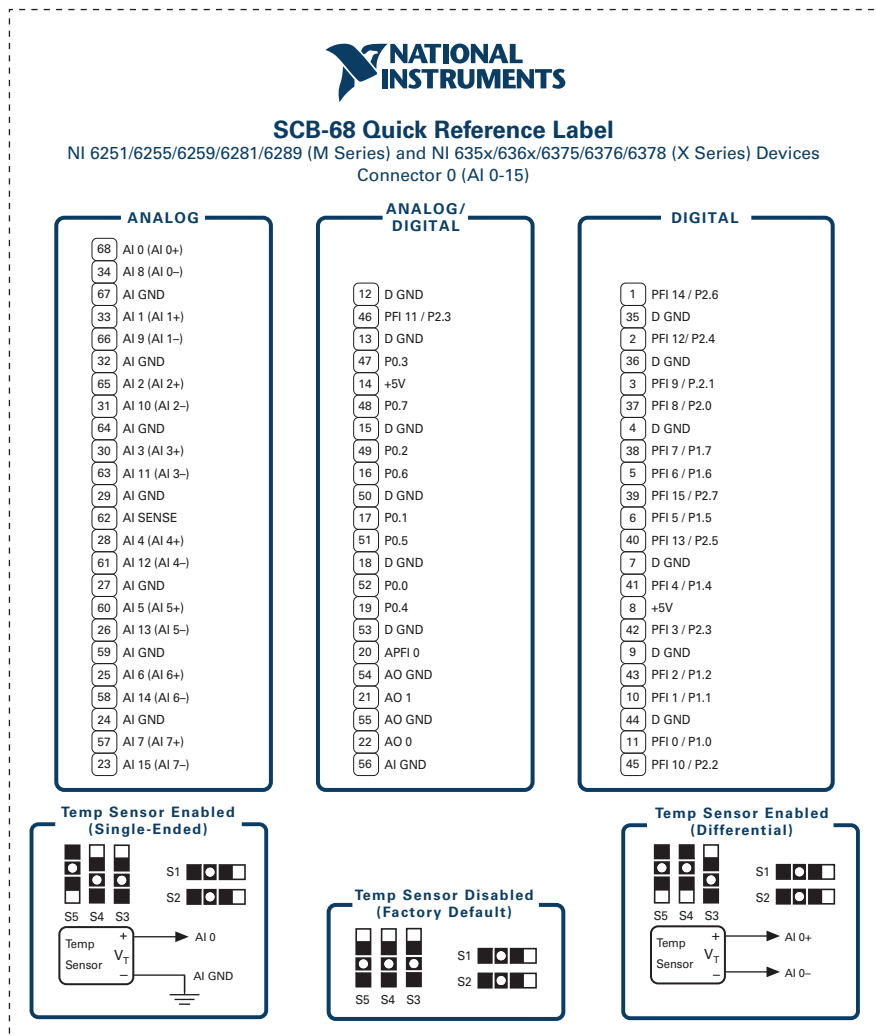 NATIONAL
INSTRUMENTS
SCB-68 Quick Reference Label
NI 6251/6255/6259/6281/6289 (M Series) and NI 635x/636x/6375/6376/6378 (X Series) Devices
Connector 0 (AI 0-15)
ANALOG
68 AI 0 (AI 0+)
34 AI 8 (AI 0–)
67 AI GND
33 AI 1 (AI 1+)
66 AI 9 (AI 1–)
32 AI GND
65 AI 2 (AI 2+)
31 AI 10 (AI 2–)
64 AI GND
30 AI 3 (AI 3+)
63 AI 11 (AI 3–)
29 AI GND
62 AI SENSE
28 AI 4 (AI 4+)
61 AI 12 (AI 4–)
27 AI GND
60 AI 5 (AI 5+)
26 AI 13 (AI 5–)
59 AI GND
25 AI 6 (AI 6+)
58 AI 14 (AI 6–)
24 AI GND
57 AI 7 (AI 7+)
23 AI 15 (AI 7–)
ANALOG/
DIGITAL
12 D GND
46 PFI 11 / P2.3
13 D GND
47 P0.3
14 +5V
48 P0.7
15 D GND
49 P0.2
16 P0.6
50 D GND
17 P0.1
51 P0.5
18 D GND
52 P0.0
19 P0.4
53 D GND
20 APFI 0
54 AO GND
21 AO 1
55 AO GND
22 AO 0
56 AI GND
DIGITAL
1 PFI 14 / P2.6
35 D GND
2 PFI 12/ P2.4
36 D GND
3 PFI 9 / P.2.1
37 PFI 8 / P2.0
4 D GND
38 PFI 7 / P1.7
5 PFI 6 / P1.6
39 PFI 15 / P2.7
6 PFI 5 / P1.5
40 PFI 13 / P2.5
7 D GND
41 PFI 4 / P1.4
8 +5V
42 PFI 3 / P2.3
9 D GND
43 PFI 2 / P1.2
10 PFI 1 / P1.1
44 D GND
11 PFI 0 / P1.0
45 PFI 10 / P2.2
Temp Sensor Enabled
(Single-Ended)
S1
S2
S5 S4 S3
Temp
Sensor
+
VT
–
AI 0
AI GND
Temp Sensor Disabled
(Factory Default)
S1
S2
S5 S4 S3
Temp Sensor Enabled
(Differential)
S1
S2
S5 S4 S3
Temp
Sensor
+
VT
–
AI 0+
AI 0–